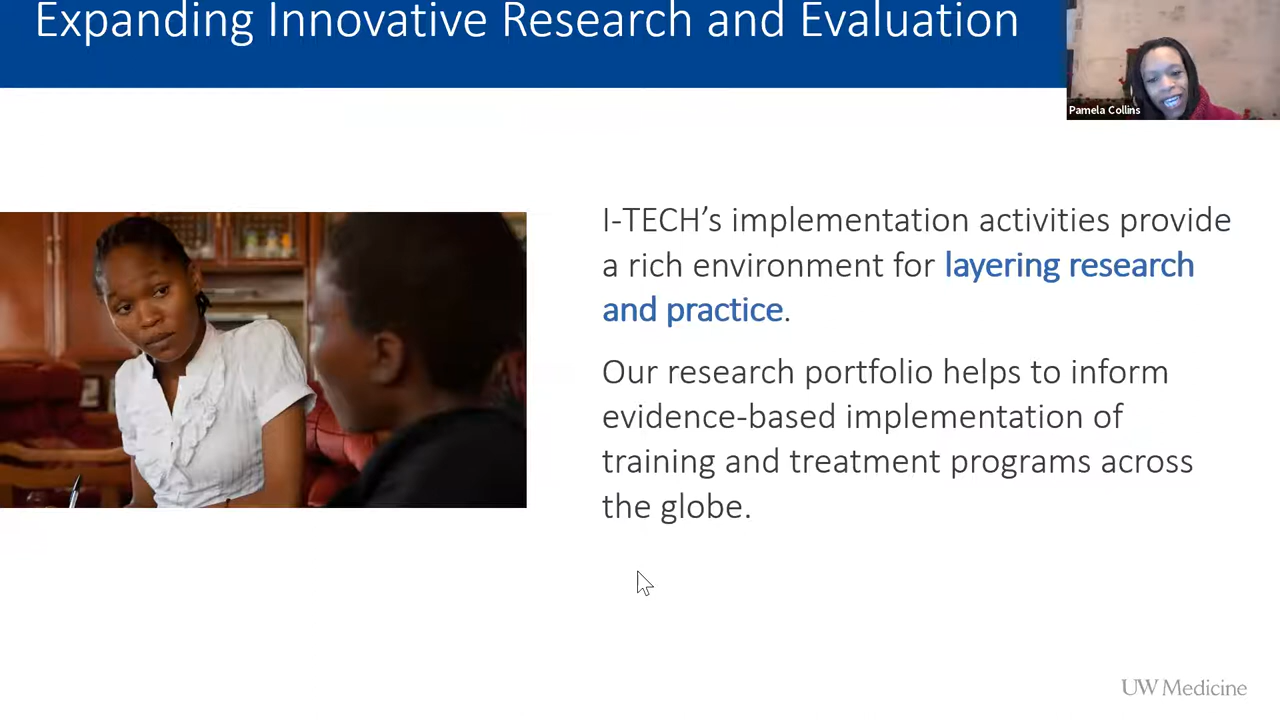 Expanding Innovative Research and Evaluation
Pamela Collins
I-TECH’s implementation activities provide
a rich environment for layering research
and practice.
Our research portfolio helps to inform
evidence-based implementation of
training and treatment programs across
the globe.
UW Medicine